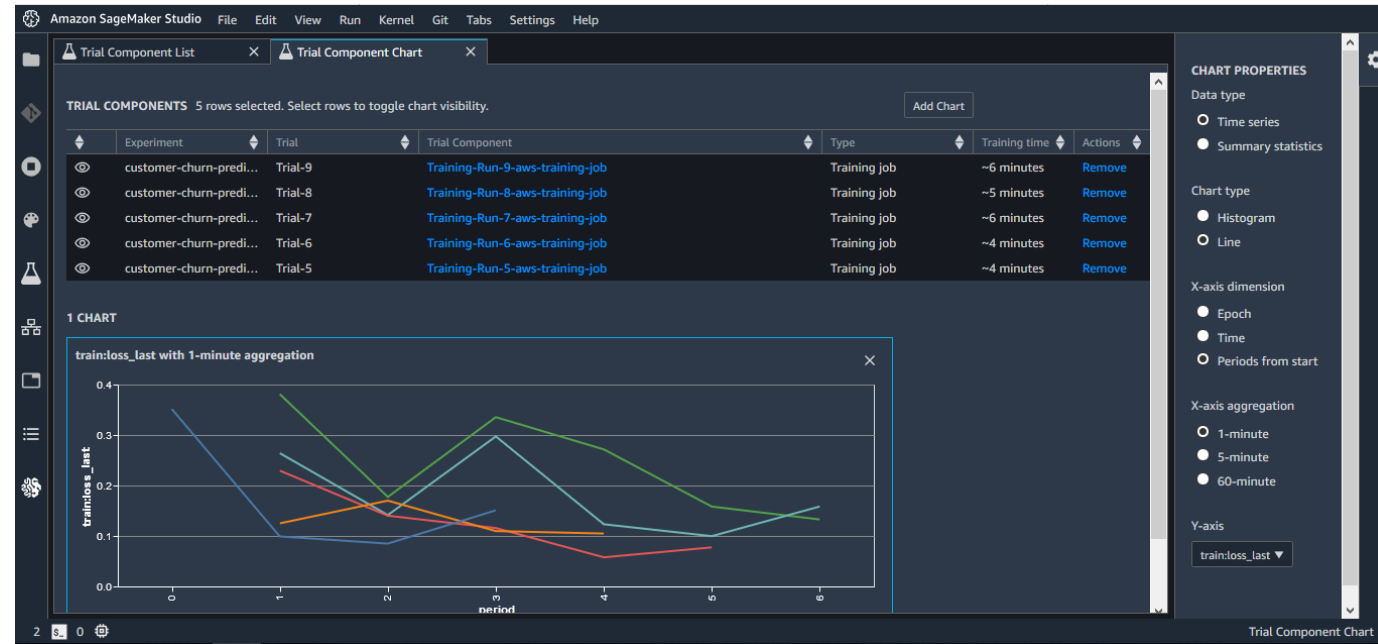 Amazon SageMaker Studio File Edit View Run Kernel Git Tabs Settings Help
Trial Component List × Trial Component Chart ×
TRIAL COMPONENTS 5 rows selected. Select rows to toggle chart visibility.
Add Chart
Experiment Trial Trial Component Type Training time Actions
customer-churn-predi... Trial-9 Training-Run-9-aws-training-job Training job ~6 minutes Remove
customer-churn-predi... Trial-8 Training-Run-8-aws-training-job Training job ~5 minutes Remove
customer-churn-predi... Trial-7 Training-Run-7-aws-training-job Training job ~6 minutes Remove
customer-churn-predi... Trial-6 Training-Run-6-aws-training-job Training job ~4 minutes Remove
customer-churn-predi... Trial-5 Training-Run-5-aws-training-job Training job ~4 minutes Remove
1 CHART
train:loss_last with 1-minute aggregation
train:loss_last
0.4
0.3
0.2
0.1
0.0
0 1 2 3 4 5 6
period
CHART PROPERTIES
Data type
Time series
Summary statistics
Chart type
Histogram
Line
X-axis dimension
Epoch
Time
Periods from start
X-axis aggregation
1-minute
5-minute
60-minute
Y-axis
train:loss_last ▼
2 $_ 0
Trial Component Chart